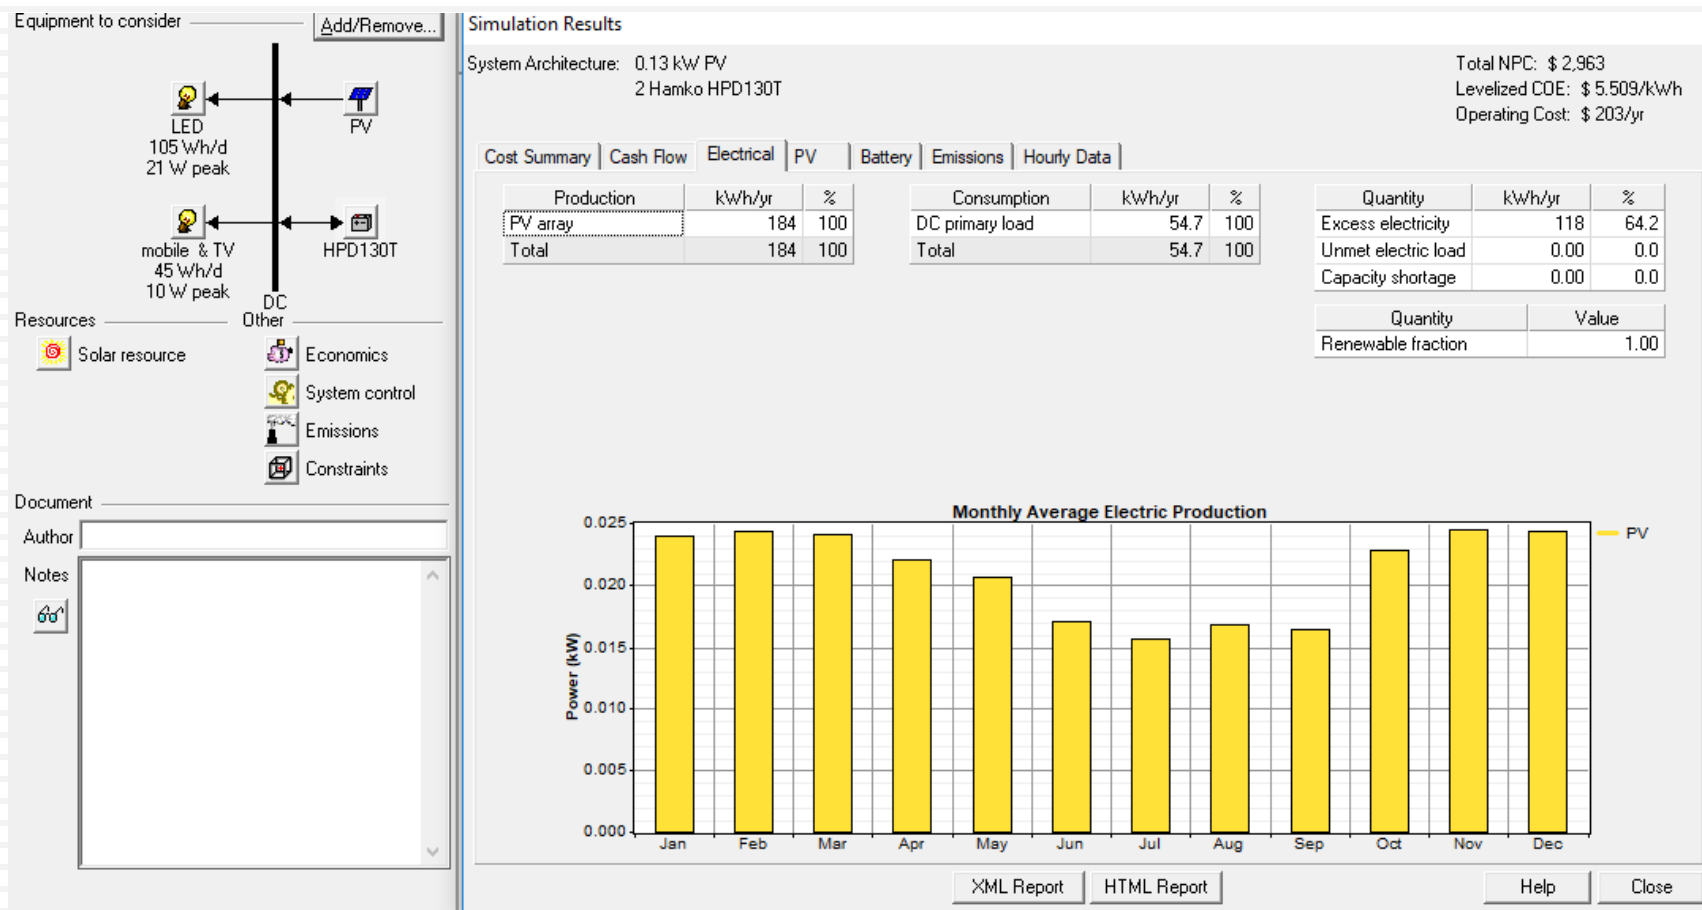 Equipment to consider
Add/Remove...
LED
105 Wh/d
21 W peak
PV
mobile & TV
45 Wh/d
10 W peak
HPD130T
DC
Resources
Other
Solar resource
Economics
System control
Emissions
Constraints
Document
Author
Notes
Simulation Results
System Architecture: 0.13 kW PV
2 Hamko HPD130T
Total NPC: $ 2,963
Levelized COE: $ 5.509/kWh
Operating Cost: $ 203/yr
Cost Summary Cash Flow Electrical PV Battery Emissions Hourly Data
Production kWh/yr %
PV array 184 100
Total 184 100
Consumption kWh/yr %
DC primary load 54.7 100
Total 54.7 100
Quantity kWh/yr %
Excess electricity 118 64.2
Unmet electric load 0.00 0.0
Capacity shortage 0.00 0.0
Quantity Value
Renewable fraction 1.00
Monthly Average Electric Production
Power (kW)
0.025
0.020
0.015
0.010
0.005
0.000
Jan Feb Mar Apr May Jun Jul Aug Sep Oct Nov Dec
PV
XML Report HTML Report Help Close